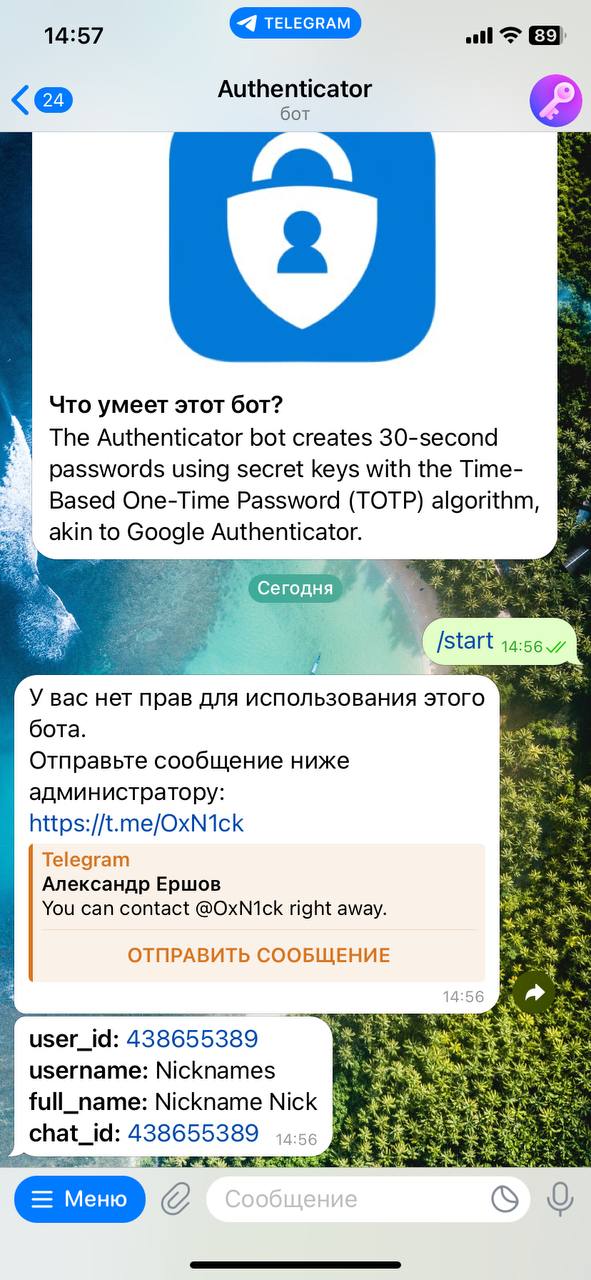 14:57
TELEGRAM
89
24
Authenticator
бот
Что умеет этот бот?
The Authenticator bot creates 30-second
passwords using secret keys with the Time-
Based One-Time Password (TOTP) algorithm,
akin to Google Authenticator.
Сегодня
/start 14:56
У вас нет прав для использования этого
бота.
Отправьте сообщение ниже
администратору:
https://t.me/OxN1ck
Telegram
Александр Ершов
You can contact @OxN1ck right away.
ОТПРАВИТЬ СООБЩЕНИЕ
14:56
user_id: 438655389
username: Nicknames
full_name: Nickname Nick
chat_id: 438655389 14:56
Меню
Сообщение